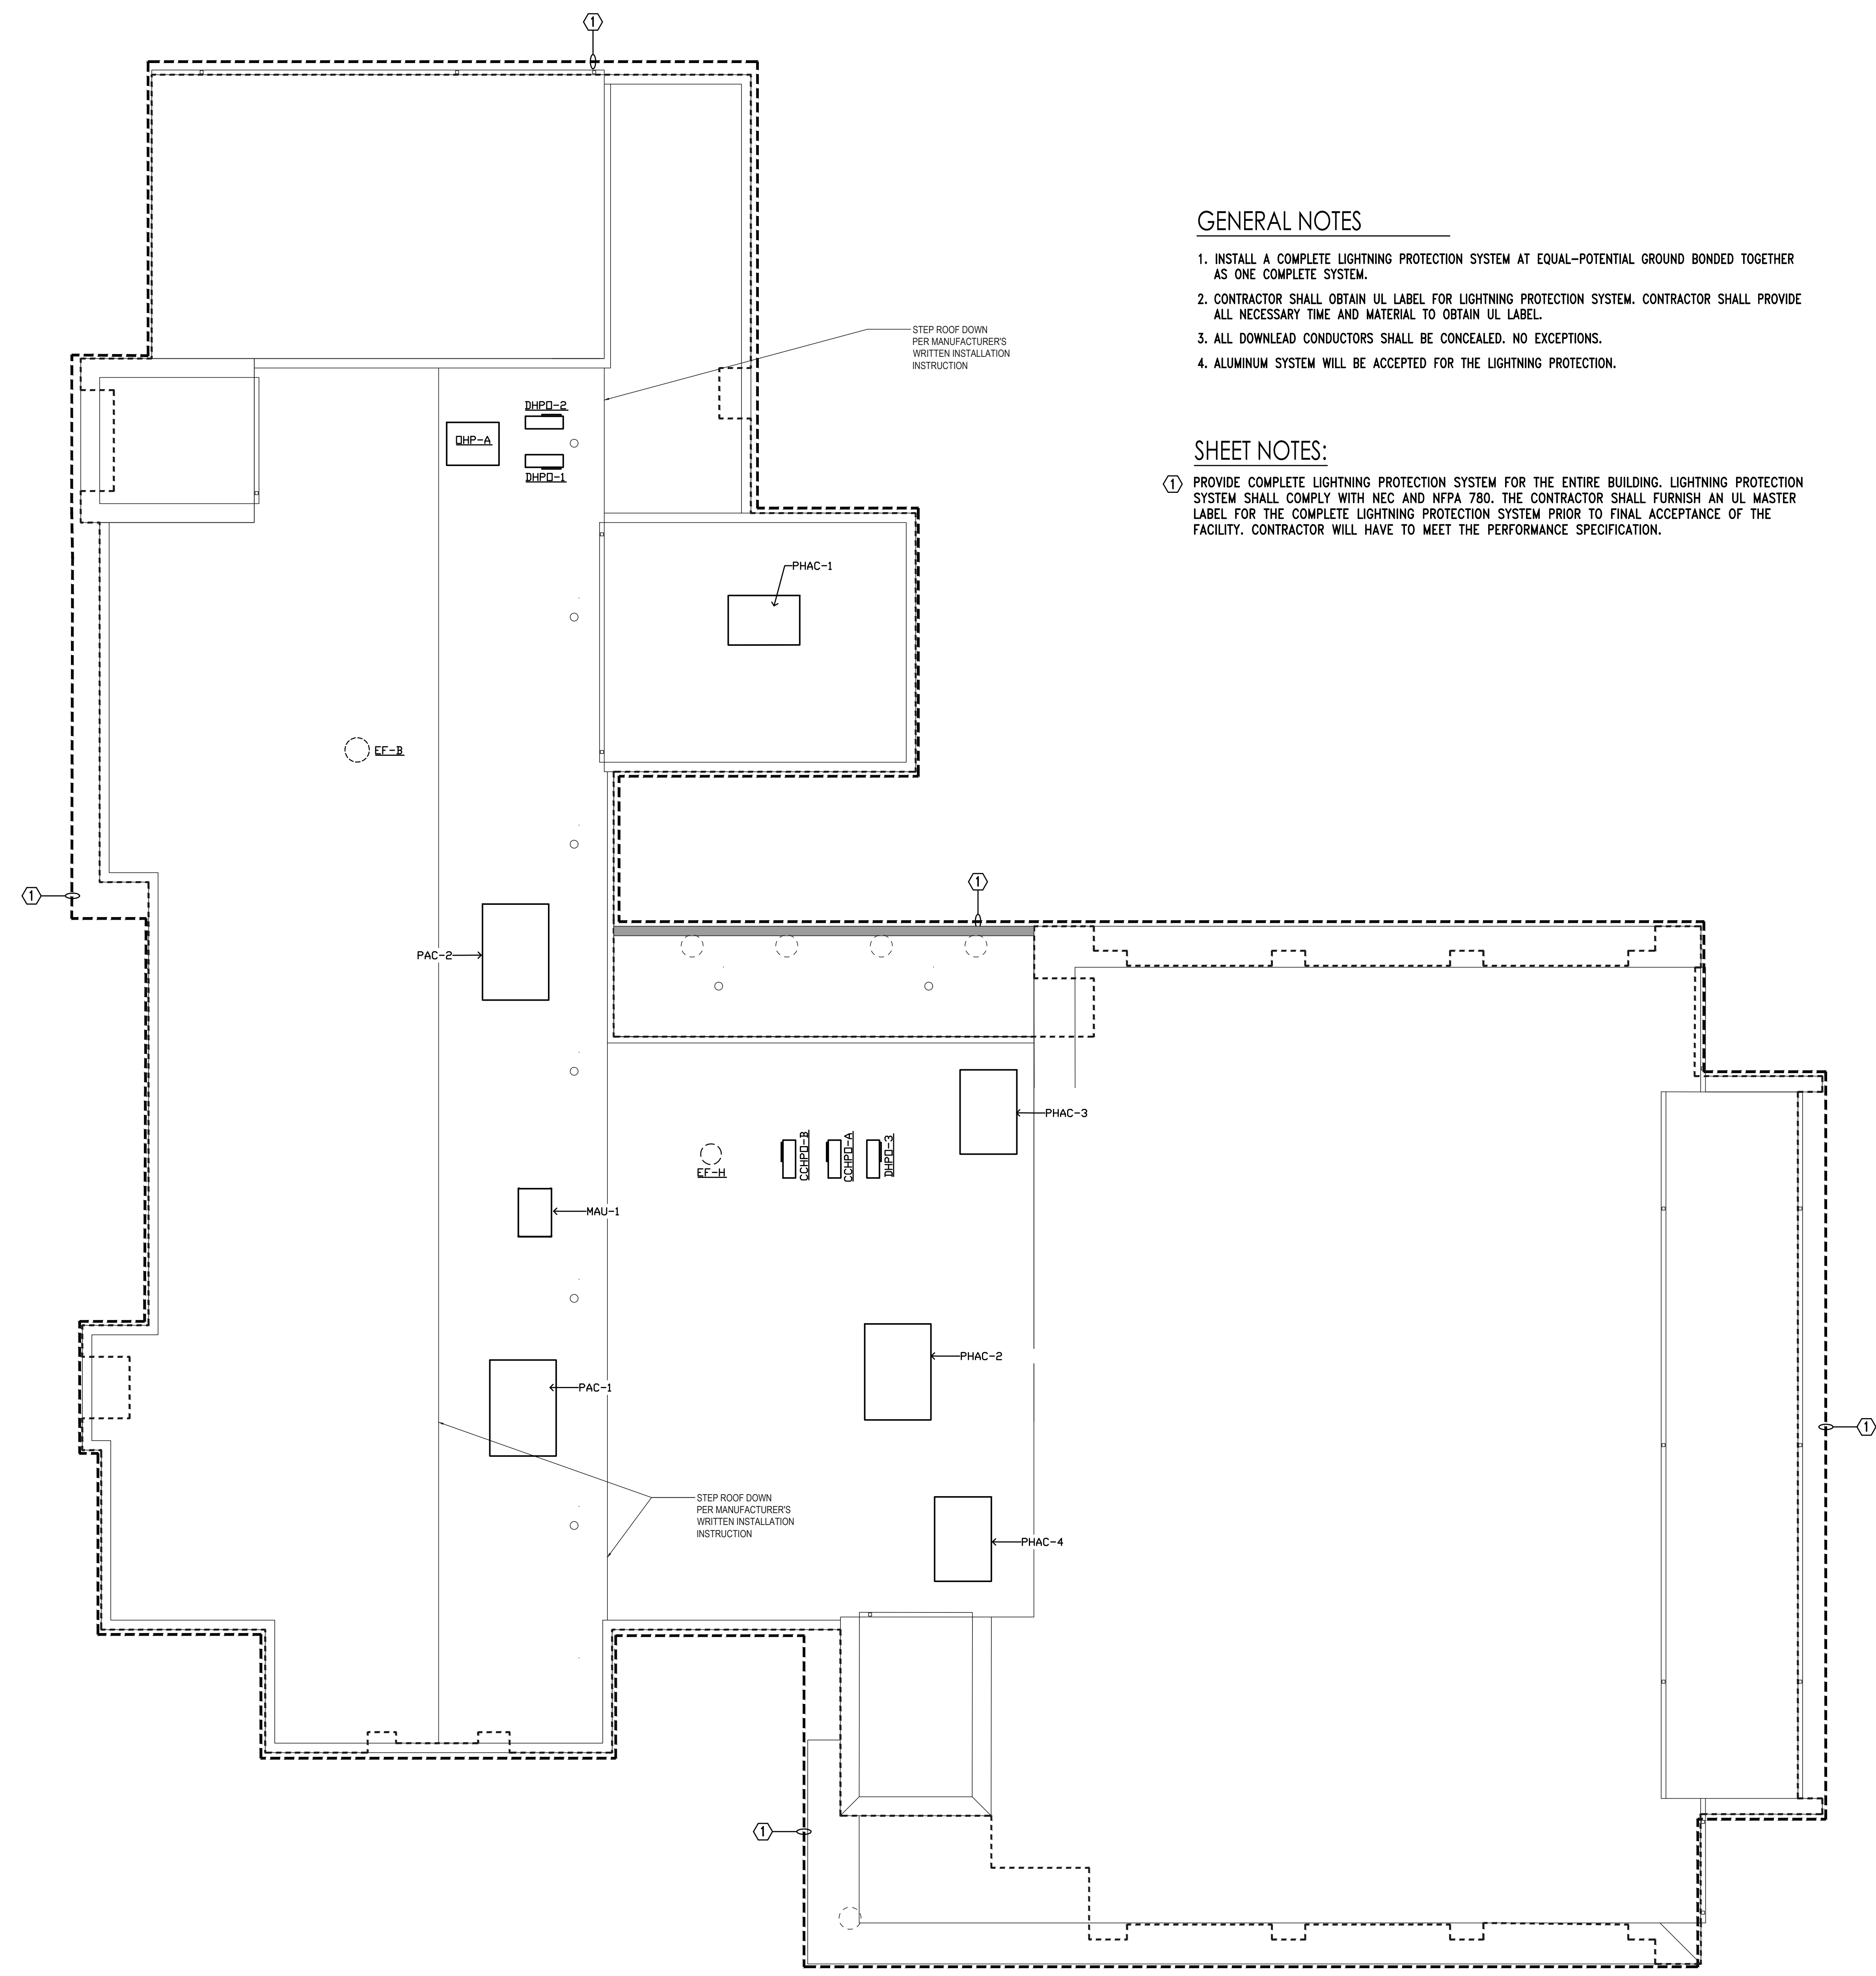 1
GENERAL NOTES
1. INSTALL A COMPLETE LIGHTNING PROTECTION SYSTEM AT EQUAL-POTENTIAL GROUND BONDED TOGETHER
AS ONE COMPLETE SYSTEM.
2. CONTRACTOR SHALL OBTAIN UL LABEL FOR LIGHTNING PROTECTION SYSTEM. CONTRACTOR SHALL PROVIDE
ALL NECESSARY TIME AND MATERIAL TO OBTAIN UL LABEL.
3. ALL DOWNLEAD CONDUCTORS SHALL BE CONCEALED. NO EXCEPTIONS.
4. ALUMINUM SYSTEM WILL BE ACCEPTED FOR THE LIGHTNING PROTECTION.
SHEET NOTES:
1 PROVIDE COMPLETE LIGHTNING PROTECTION SYSTEM FOR THE ENTIRE BUILDING. LIGHTNING PROTECTION
SYSTEM SHALL COMPLY WITH NEC AND NFPA 780. THE CONTRACTOR SHALL FURNISH AN UL MASTER
LABEL FOR THE COMPLETE LIGHTNING PROTECTION SYSTEM PRIOR TO FINAL ACCEPTANCE OF THE
FACILITY. CONTRACTOR WILL HAVE TO MEET THE PERFORMANCE SPECIFICATION.
STEP ROOF DOWN
PER MANUFACTURER'S
WRITTEN INSTALLATION
INSTRUCTION
DHPO-2
OHP-A
DHPO-1
PHAC-1
EF-B
1
1
PAC-2
PHAC-3
CCHPO-B
CCHPO-A
DHPO-3
EF-H
MAU-1
PHAC-2
PAC-1
1
STEP ROOF DOWN
PER MANUFACTURER'S
WRITTEN INSTALLATION
INSTRUCTION
PHAC-4
1